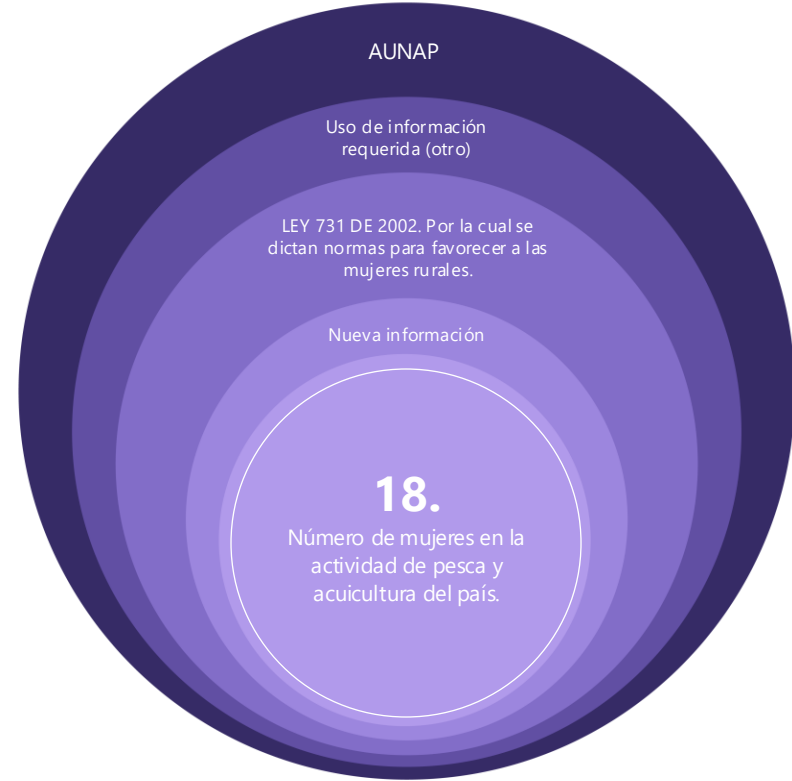 AUNAP
Uso de información
requerida (otro)
LEY 731 DE 2002. Por la cual se
dictan normas para favorecer a las
mujeres rurales.
Nueva información
18.
Número de mujeres en la
actividad de pesca y
acuicultura del país.